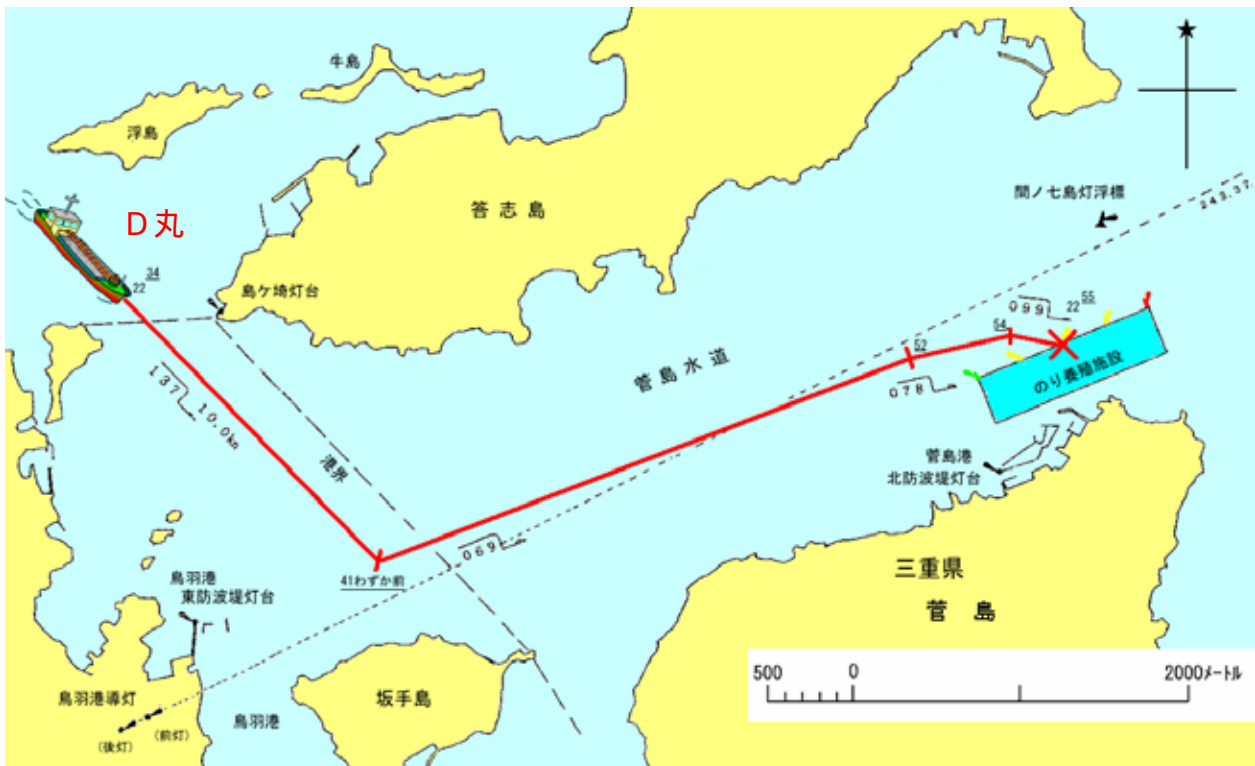 牛島
浮島
D丸
答志島
間ノ七島灯浮標
243.37.
34
22
島ケ埼灯台
099
22 55
54
52
菅島水道
078
のり養殖施設
137
10.0kn
港界
菅島港
北防波堤灯台
069
41わずか前
三重県
菅島
鳥羽港
東防波堤灯台
500 0 2000メートル
鳥羽港導灯
坂手島
鳥羽港
(前灯)
(後灯)